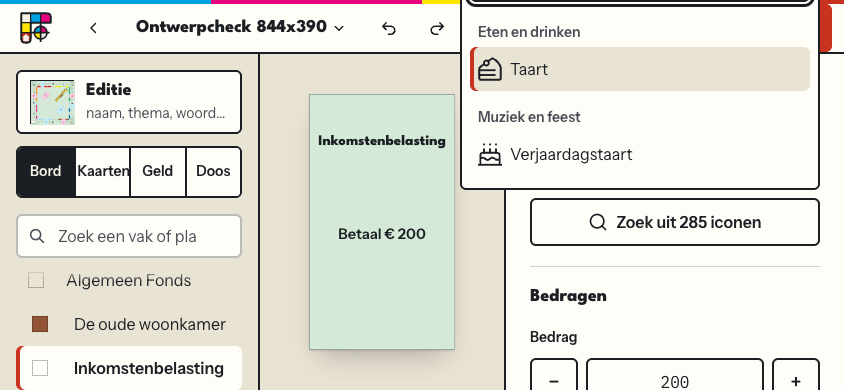 Ontwerpcheck 844x390
Eten en drinken
Taart
Muziek en feest
Verjaardagstaart
Editie
naam, thema, woord...
Bord
Kaarten
Geld
Doos
Zoek een vak of pla
Algemeen Fonds
De oude woonkamer
Inkomstenbelasting
Inkomstenbelasting
Betaal € 200
Zoek uit 285 iconen
Bedragen
Bedrag
− 200 +